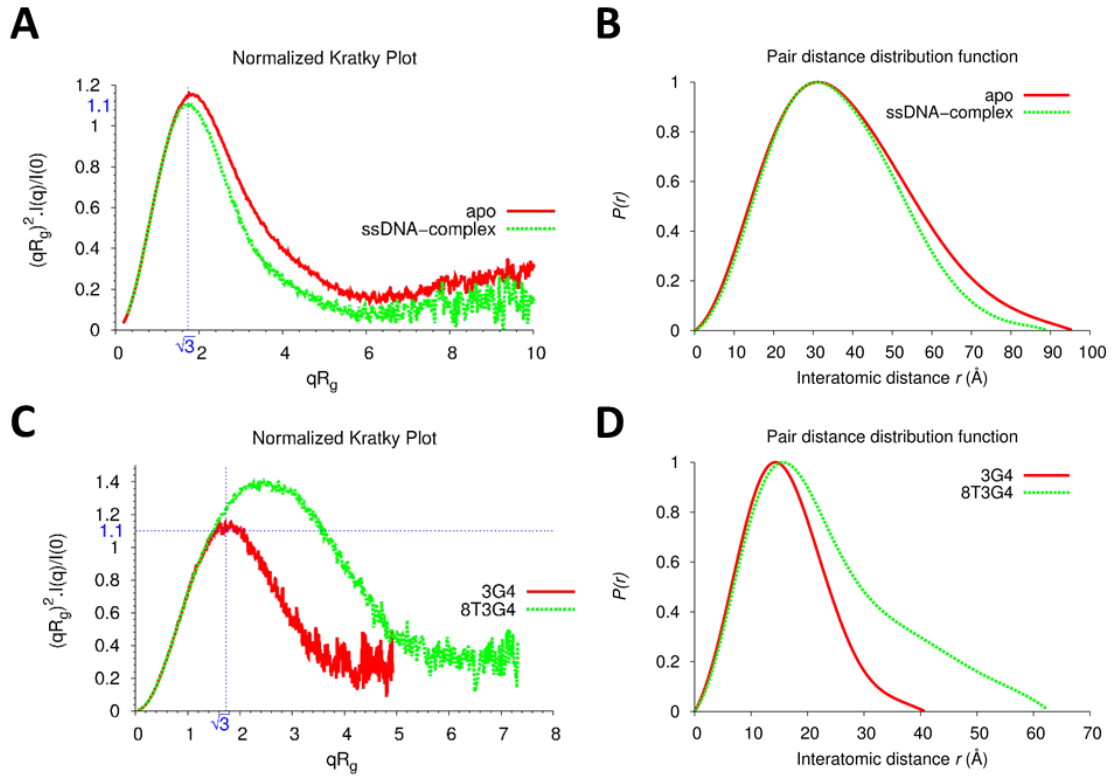 A
Normalized Kratky Plot
1.2
1.1
1
0.8
0.6
0.4
0.2
0
(qRg)².I(q)/I(0)
apo
ssDNA−complex
0
√3
2
4
6
8
10
qRg
B
Pair distance distribution function
1
0.8
0.6
0.4
0.2
0
P(r)
apo
ssDNA−complex
0 10 20 30 40 50 60 70 80 90 100
Interatomic distance r (Å)
C
Normalized Kratky Plot
1.4
1.2
1.1
1
0.8
0.6
0.4
0.2
0
(qRg)².I(q)/I(0)
3G4
8T3G4
0 1 √3 2 3 4 5 6 7 8
qRg
D
Pair distance distribution function
1
0.8
0.6
0.4
0.2
0
P(r)
3G4
8T3G4
0 10 20 30 40 50 60 70
Interatomic distance r (Å)